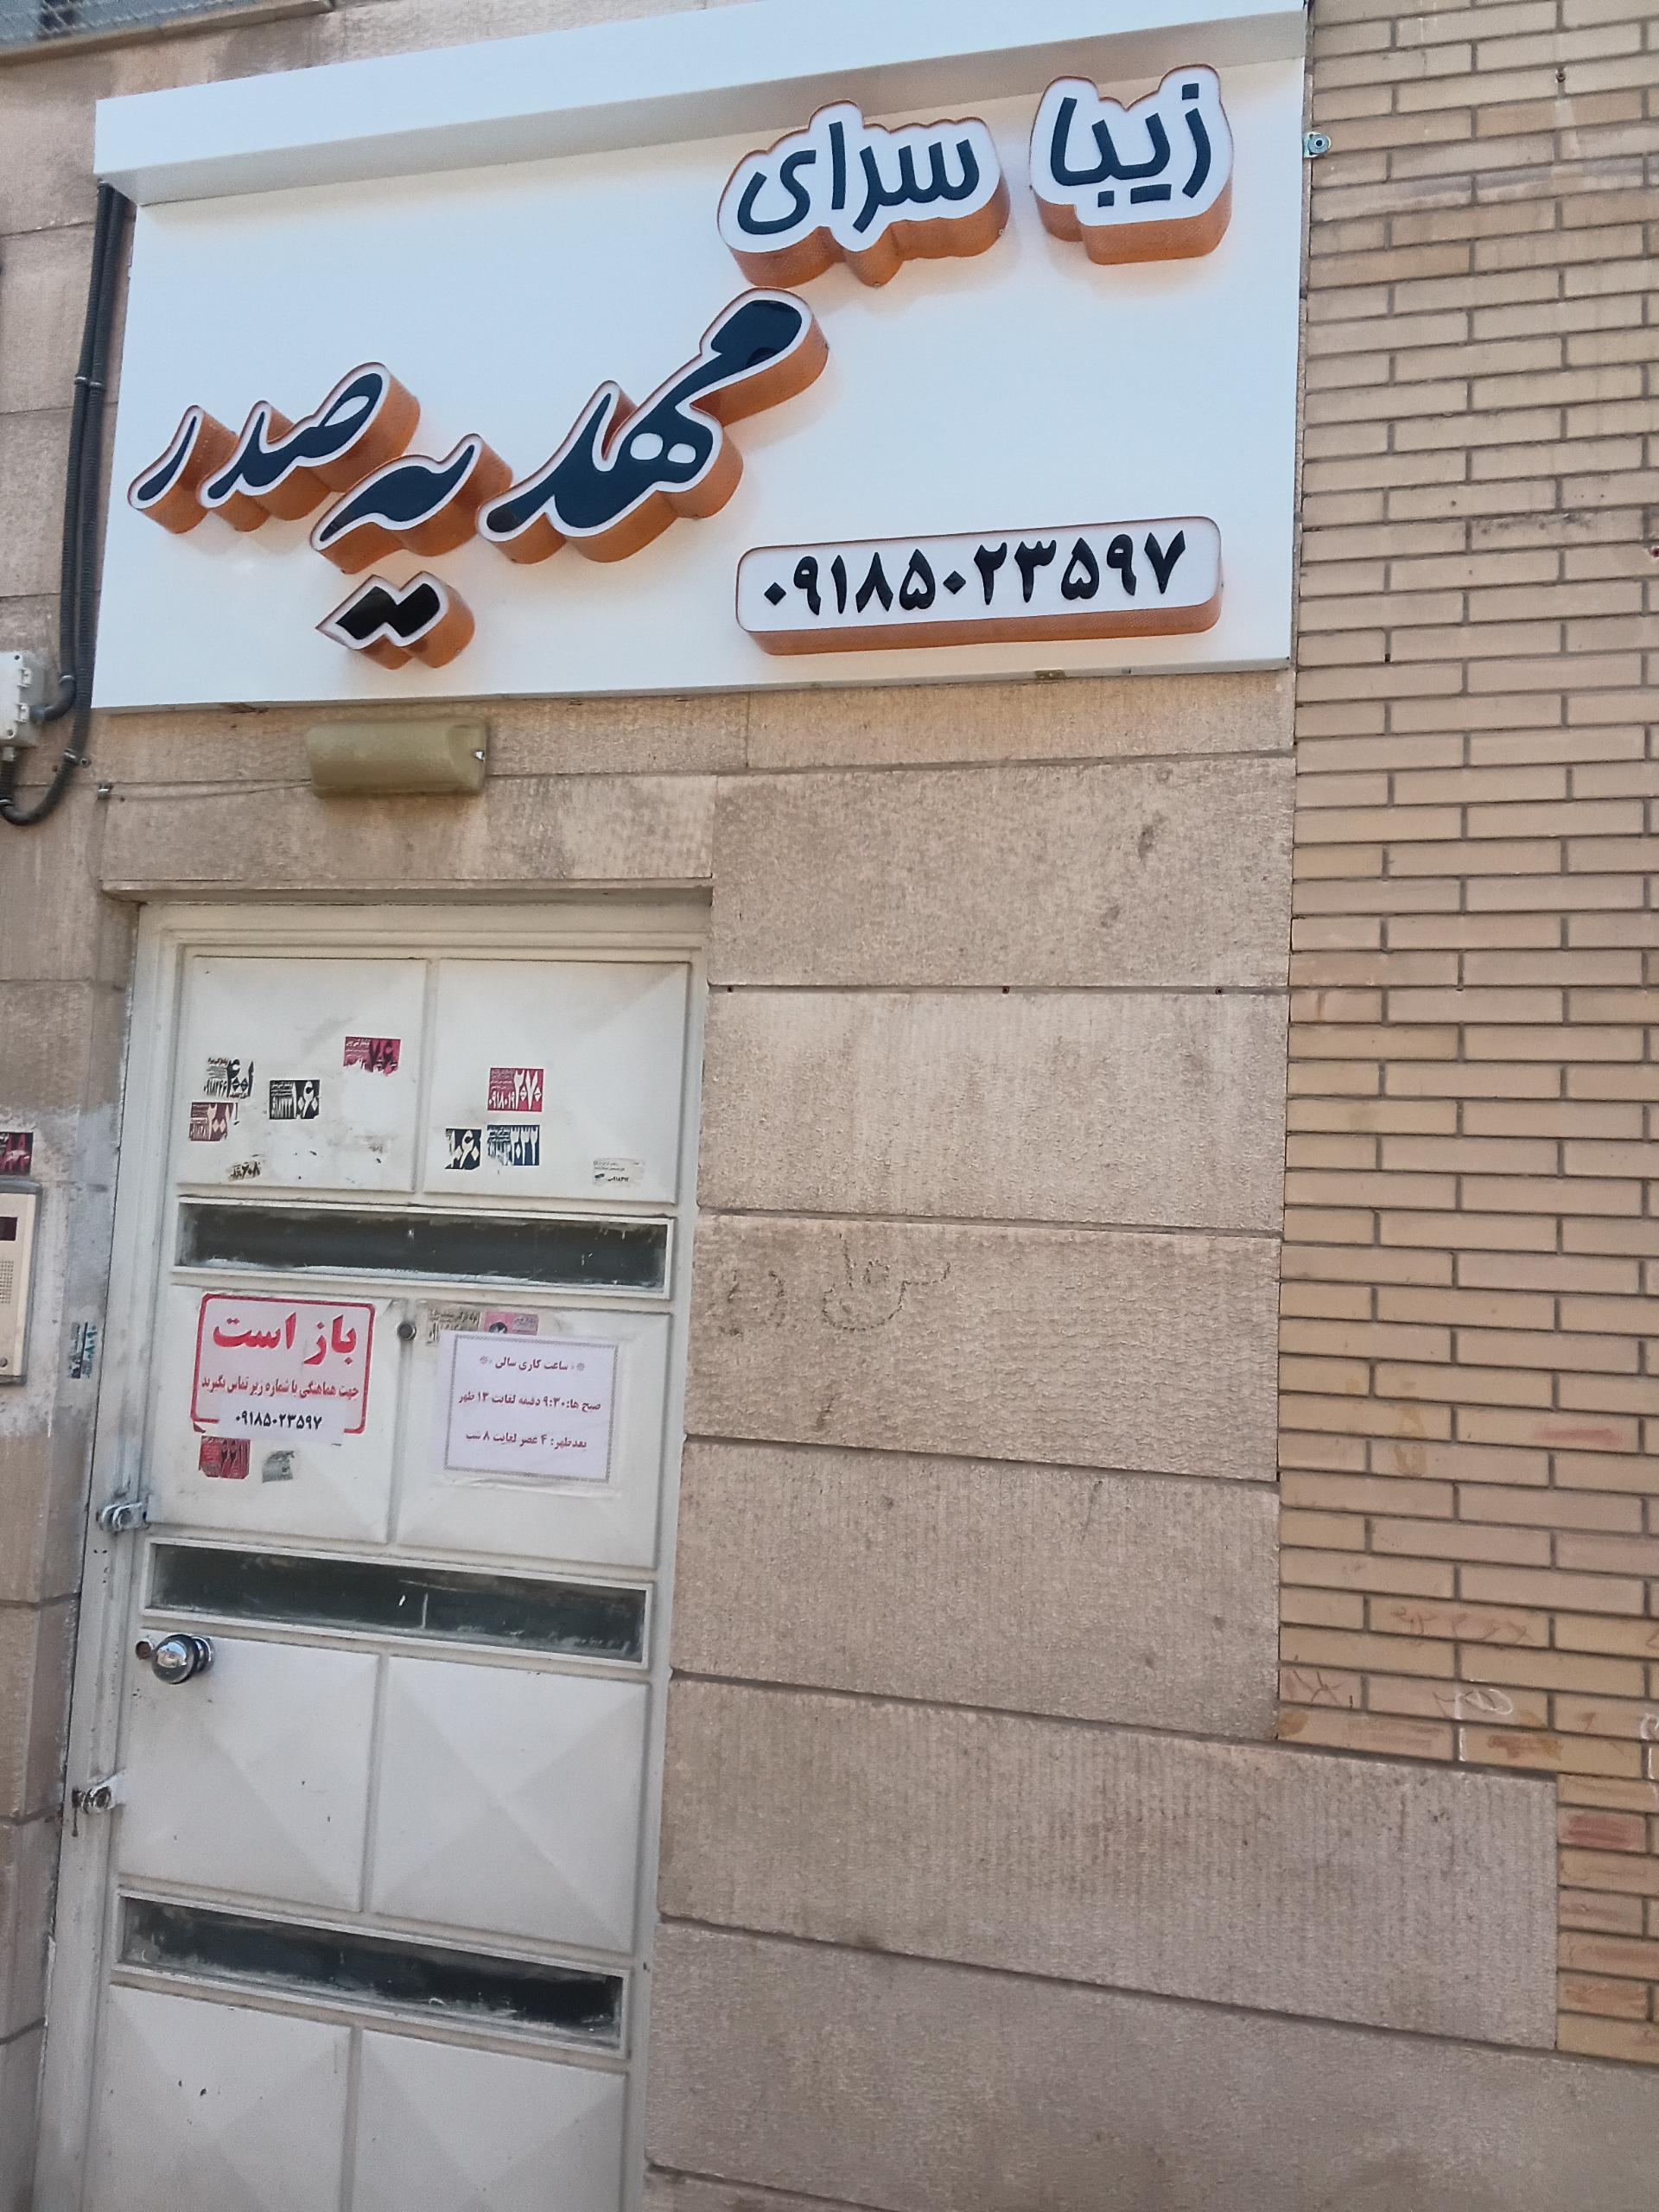 زیبا سرای
مهدیه صدر
۰۹۱۸۵۰۲۳۵۹۷
باز است
جهت هماهنگی با شماره زیر تماس بگیرید
۰۹۱۸۵۰۲۳۵۹۷
ساعت کاری سالن
صبح ها: ۹:۳۰ دقیقه لغایت ۱۳ ظهر
بعدظهر: ۴ عصر لغایت ۸ شب